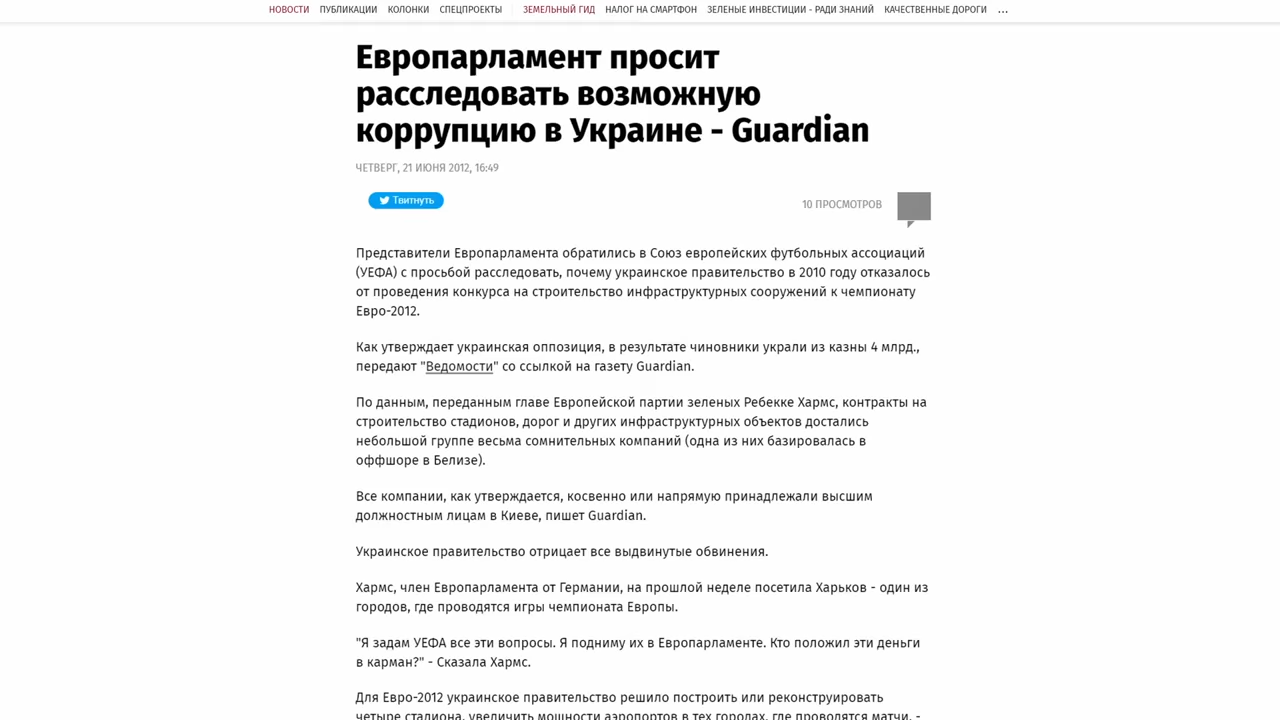 НОВОСТИ ПУБЛИКАЦИИ КОЛОНКИ СПЕЦПРОЕКТЫ ЗЕМЕЛЬНЫЙ ГИД НАЛОГ НА СМАРТФОН ЗЕЛЕНЫЕ ИНВЕСТИЦИИ - РАДИ ЗНАНИЙ КАЧЕСТВЕННЫЕ ДОРОГИ ...
Европарламент просит
расследовать возможную
коррупцию в Украине - Guardian
ЧЕТВЕРГ, 21 ИЮНЯ 2012, 16:49
Твитнуть
10 ПРОСМОТРОВ
Представители Европарламента обратились в Союз европейских футбольных ассоциаций
(УЕФА) с просьбой расследовать, почему украинское правительство в 2010 году отказалось
от проведения конкурса на строительство инфраструктурных сооружений к чемпионату
Евро-2012.
Как утверждает украинская оппозиция, в результате чиновники украли из казны 4 млрд.,
передают "Ведомости" со ссылкой на газету Guardian.
По данным, переданным главе Европейской партии зеленых Ребекке Хармс, контракты на
строительство стадионов, дорог и других инфраструктурных объектов достались
небольшой группе весьма сомнительных компаний (одна из них базировалась в
оффшоре в Белизе).
Все компании, как утверждается, косвенно или напрямую принадлежали высшим
должностным лицам в Киеве, пишет Guardian.
Украинское правительство отрицает все выдвинутые обвинения.
Хармс, член Европарламента от Германии, на прошлой неделе посетила Харьков - один из
городов, где проводятся игры чемпионата Европы.
"Я задам УЕФА все эти вопросы. Я подниму их в Европарламенте. Кто положил эти деньги
в карман?" - Сказала Хармс.
Для Евро-2012 украинское правительство решило построить или реконструировать
четыре стадиона, увеличить мощности аэропортов в тех городах, где проводятся матчи, -